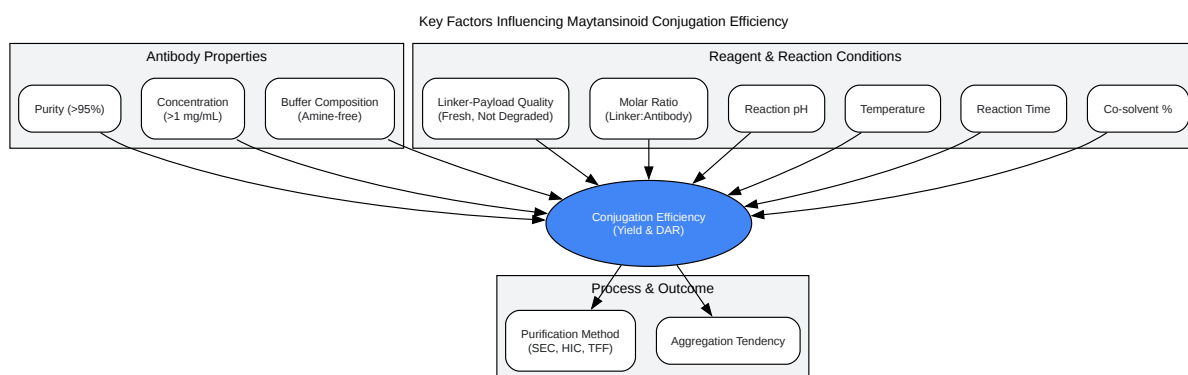 Key Factors Influencing Maytansinoid Conjugation Efficiency
Antibody Properties
Purity (>95%)
Concentration
(>1 mg/mL)
Buffer Composition
(Amine-free)
Reagent & Reaction Conditions
Linker-Payload Quality
(Fresh, Not Degraded)
Molar Ratio
(Linker:Antibody)
Reaction pH
Temperature
Reaction Time
Co-solvent %
Conjugation Efficiency
(Yield & DAR)
Process & Outcome
Purification Method
(SEC, HIC, TFF)
Aggregation Tendency